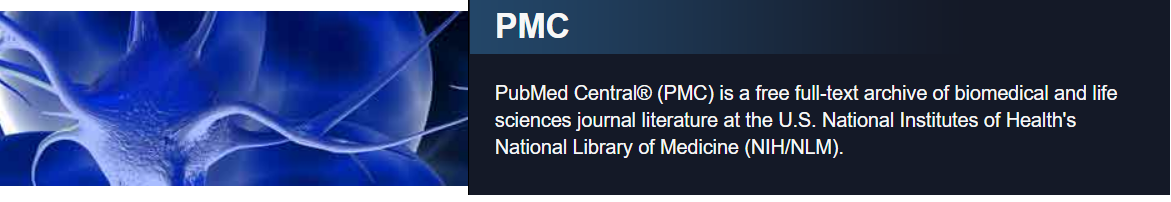 PMC
PubMed Central® (PMC) is a free full-text archive of biomedical and life
sciences journal literature at the U.S. National Institutes of Health's
National Library of Medicine (NIH/NLM).